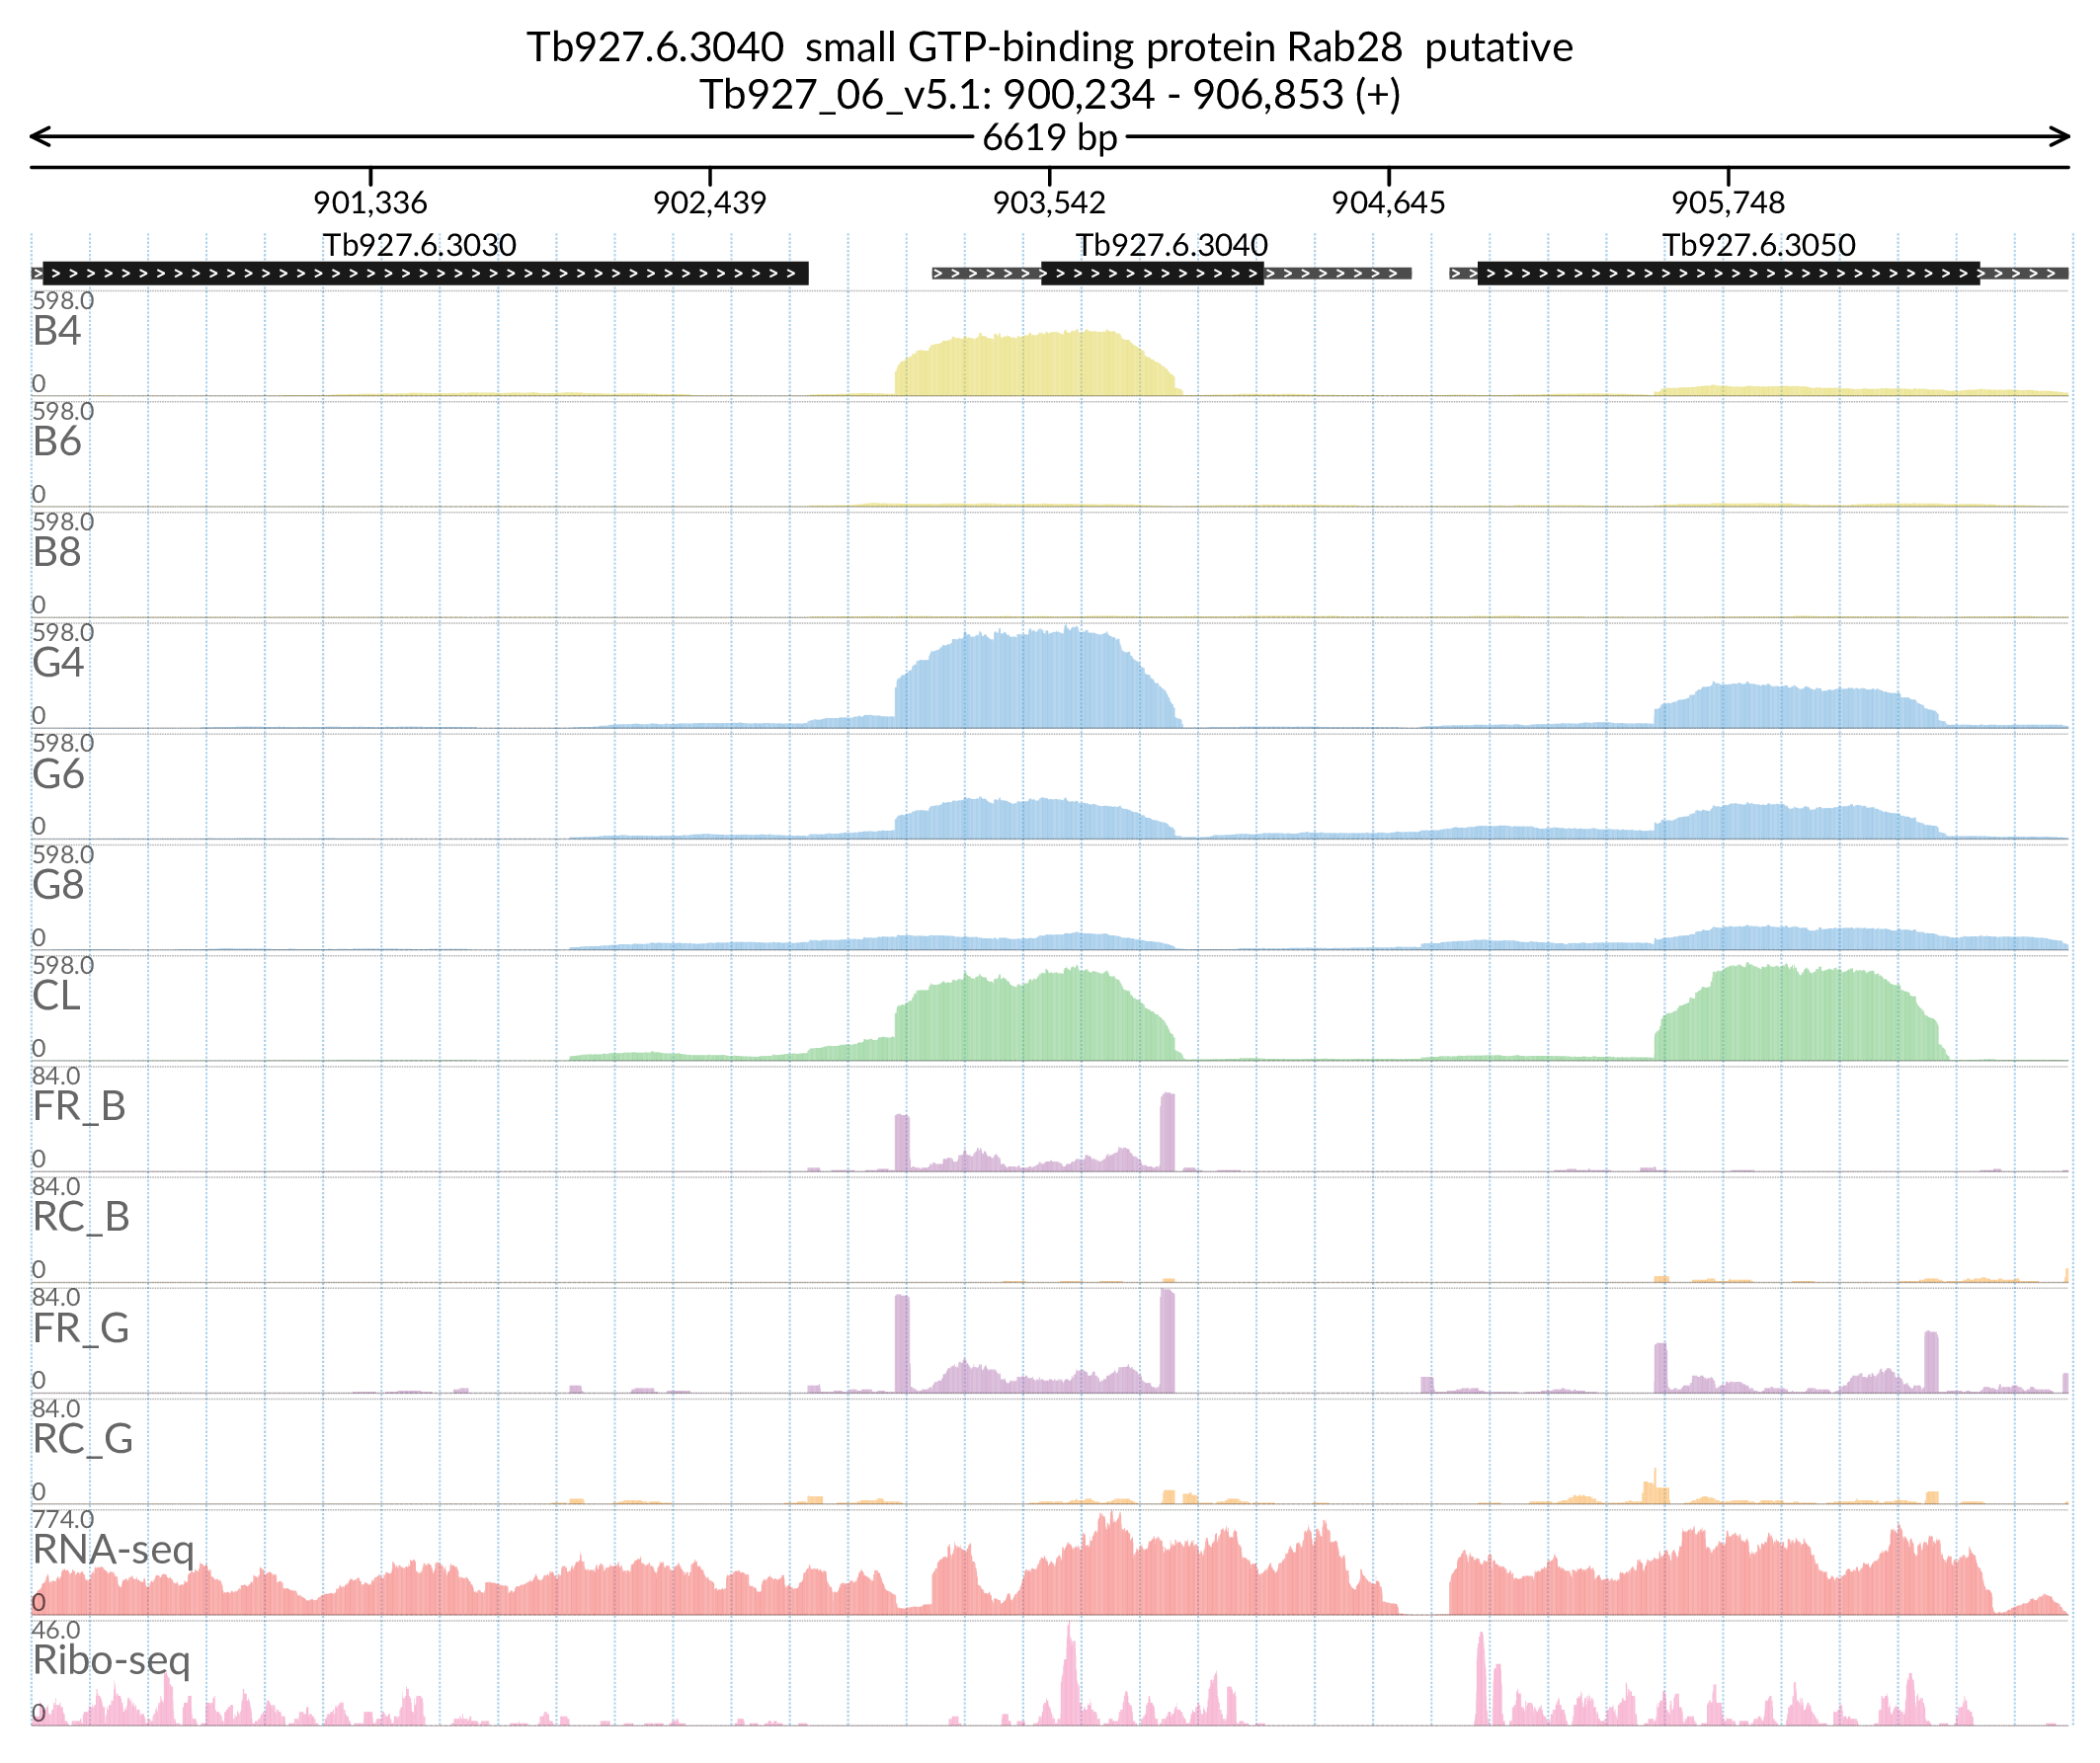 Tb927.6.3040 small GTP-binding protein Rab28 putative
Tb927_06_v5.1: 900,234 - 906,853 (+)
6619 bp
901,336 902,439 903,542 904,645 905,748
Tb927.6.3030 Tb927.6.3040 Tb927.6.3050
598.0
B4
0
598.0
B6
0
598.0
B8
0
598.0
G4
0
598.0
G6
0
598.0
G8
0
598.0
CL
0
84.0
FR_B
0
84.0
RC_B
0
84.0
FR_G
0
84.0
RC_G
0
774.0
RNA-seq
0
46.0
Ribo-seq
0